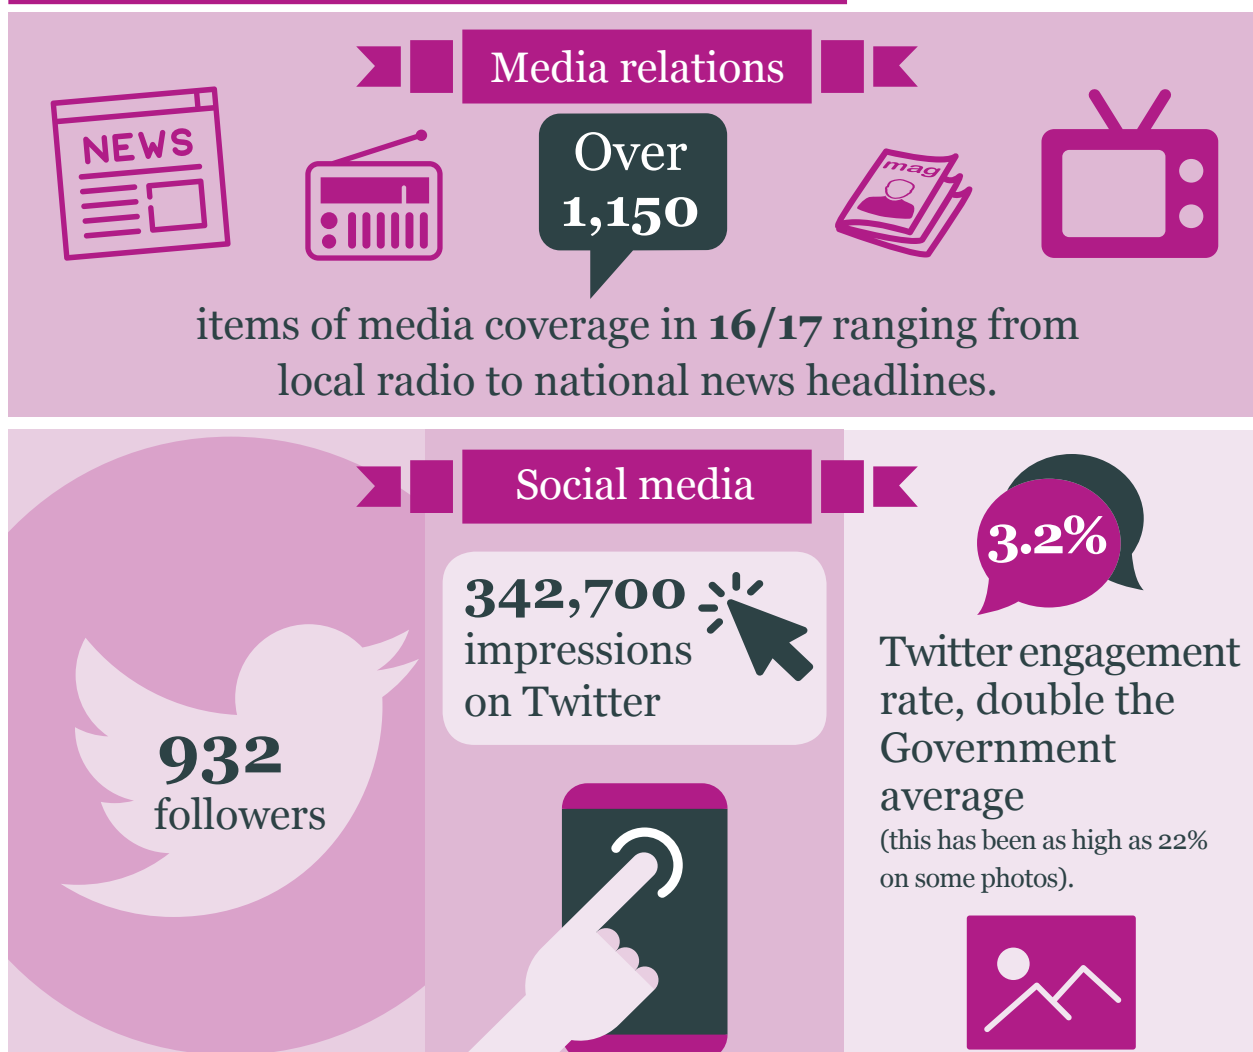 Media relations
NEWS
Over
1,150
mag
items of media coverage in 16/17 ranging from
local radio to national news headlines.
Social media
932
followers
342,700
impressions
on Twitter
3.2%
Twitter engagement
rate, double the
Government
average
(this has been as high as 22%
on some photos).